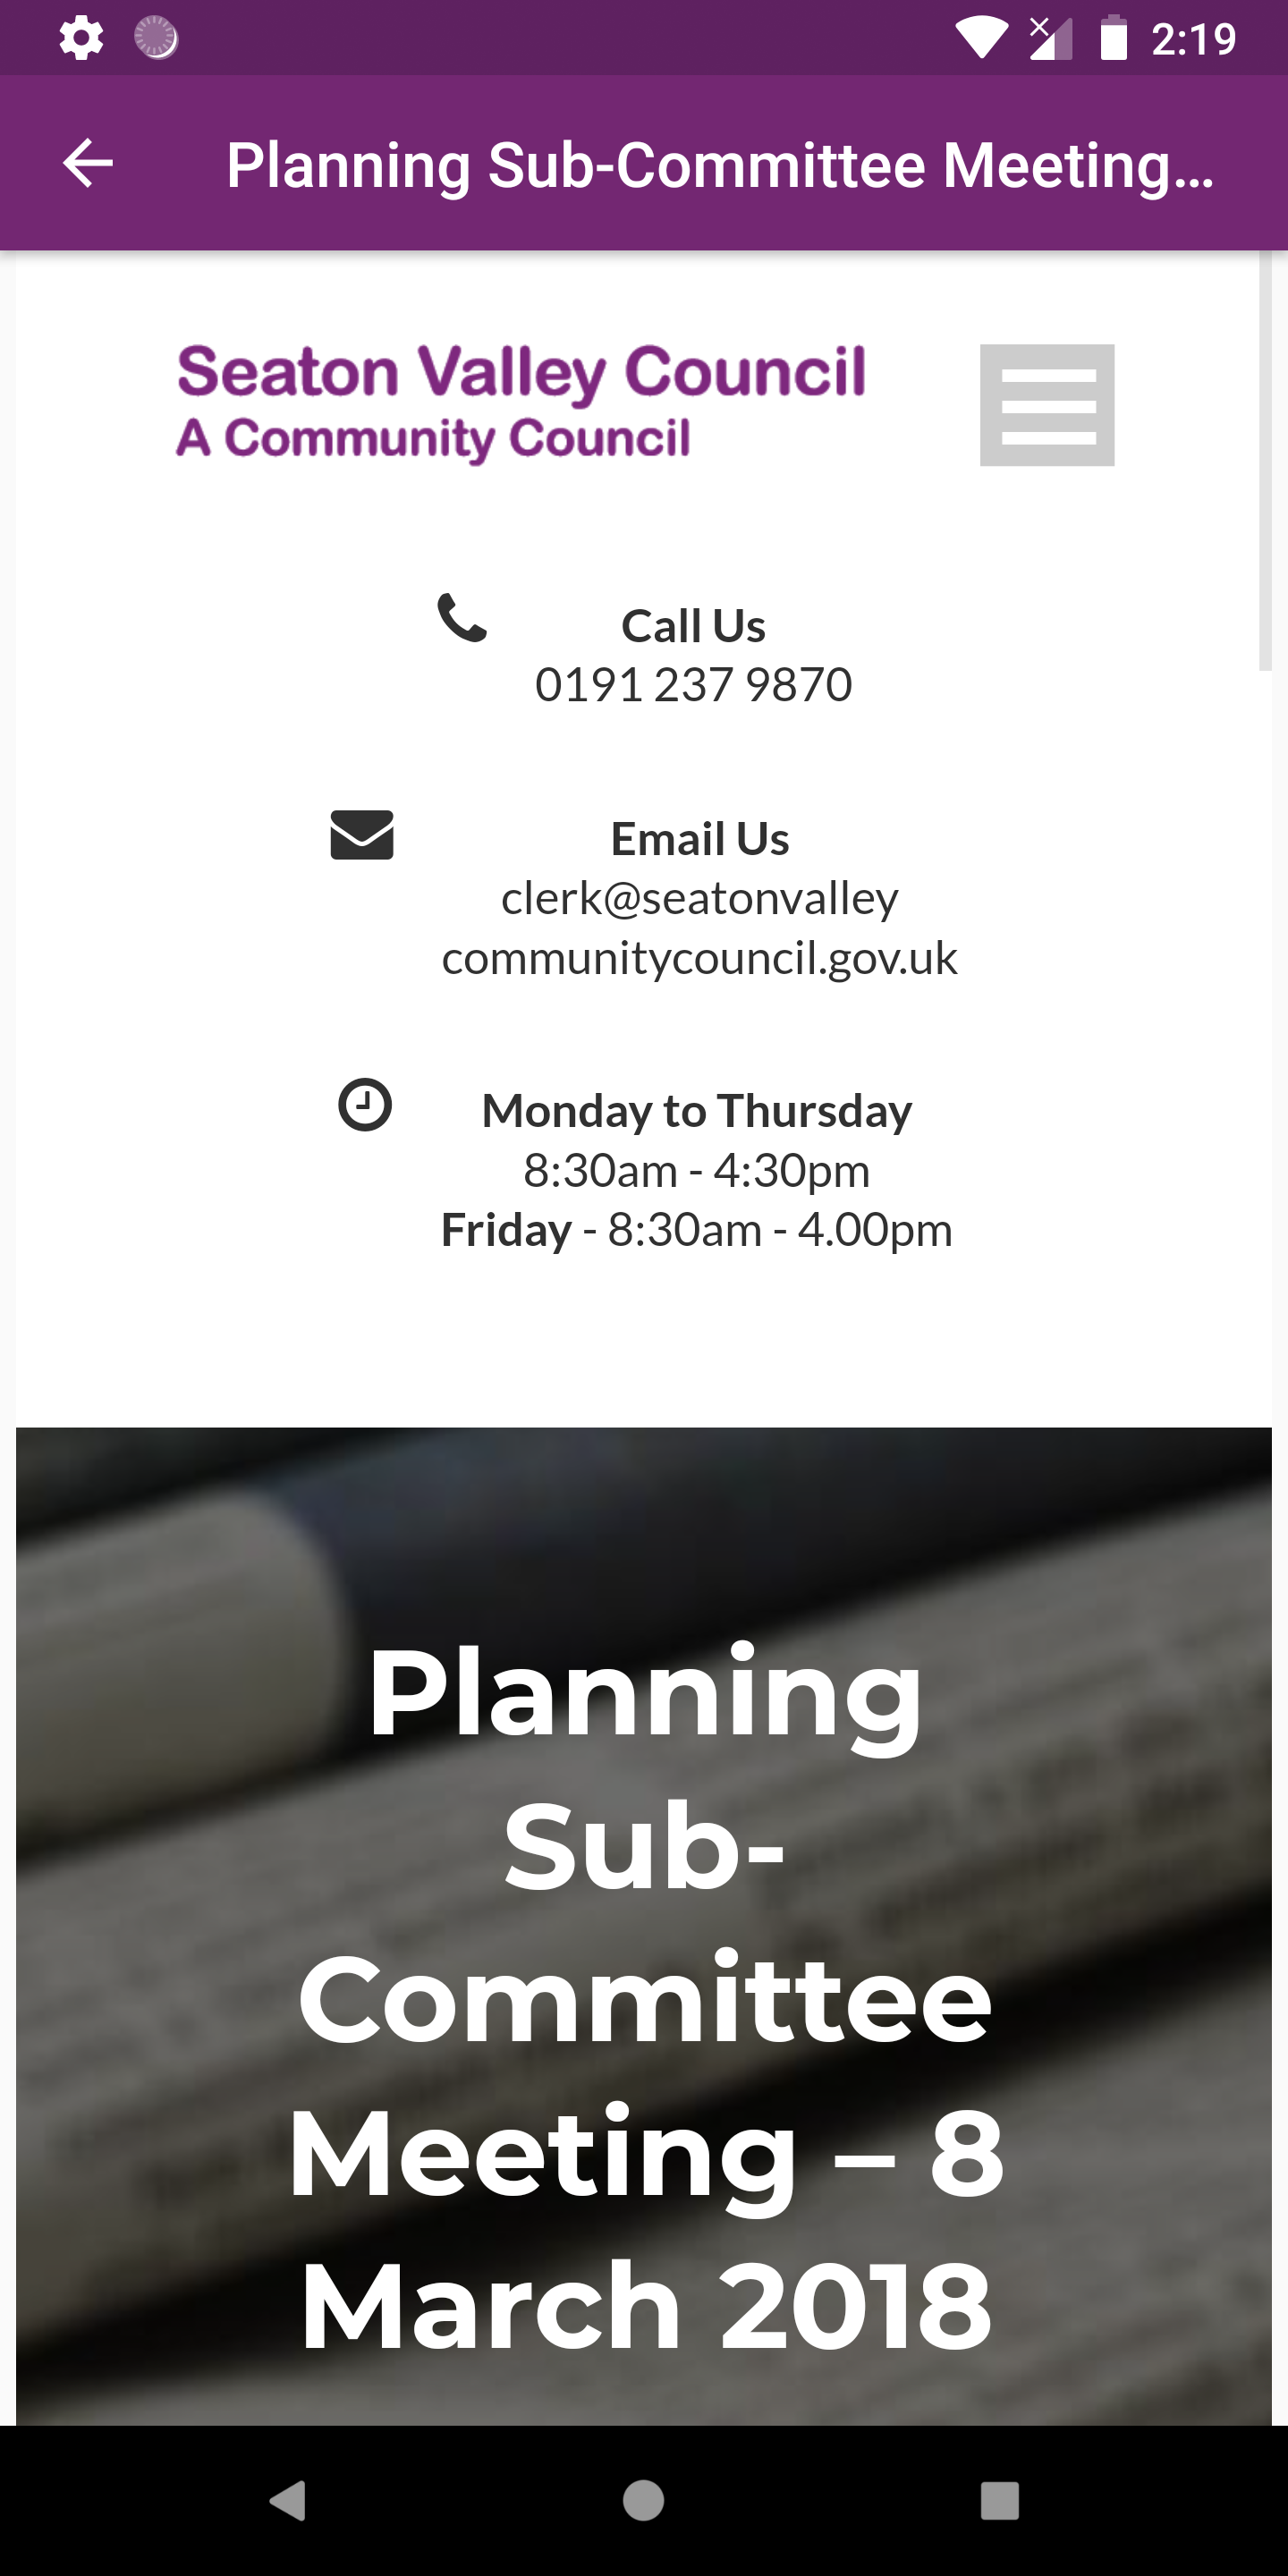 2:19
Planning Sub-Committee Meeting...
Seaton Valley Council
A Community Council
Call Us
0191 237 9870
Email Us
clerk@seatonvalley
communitycouncil.gov.uk
Monday to Thursday
8:30am - 4:30pm
Friday - 8:30am - 4.00pm
Planning
Sub-
Committee
Meeting – 8
March 2018